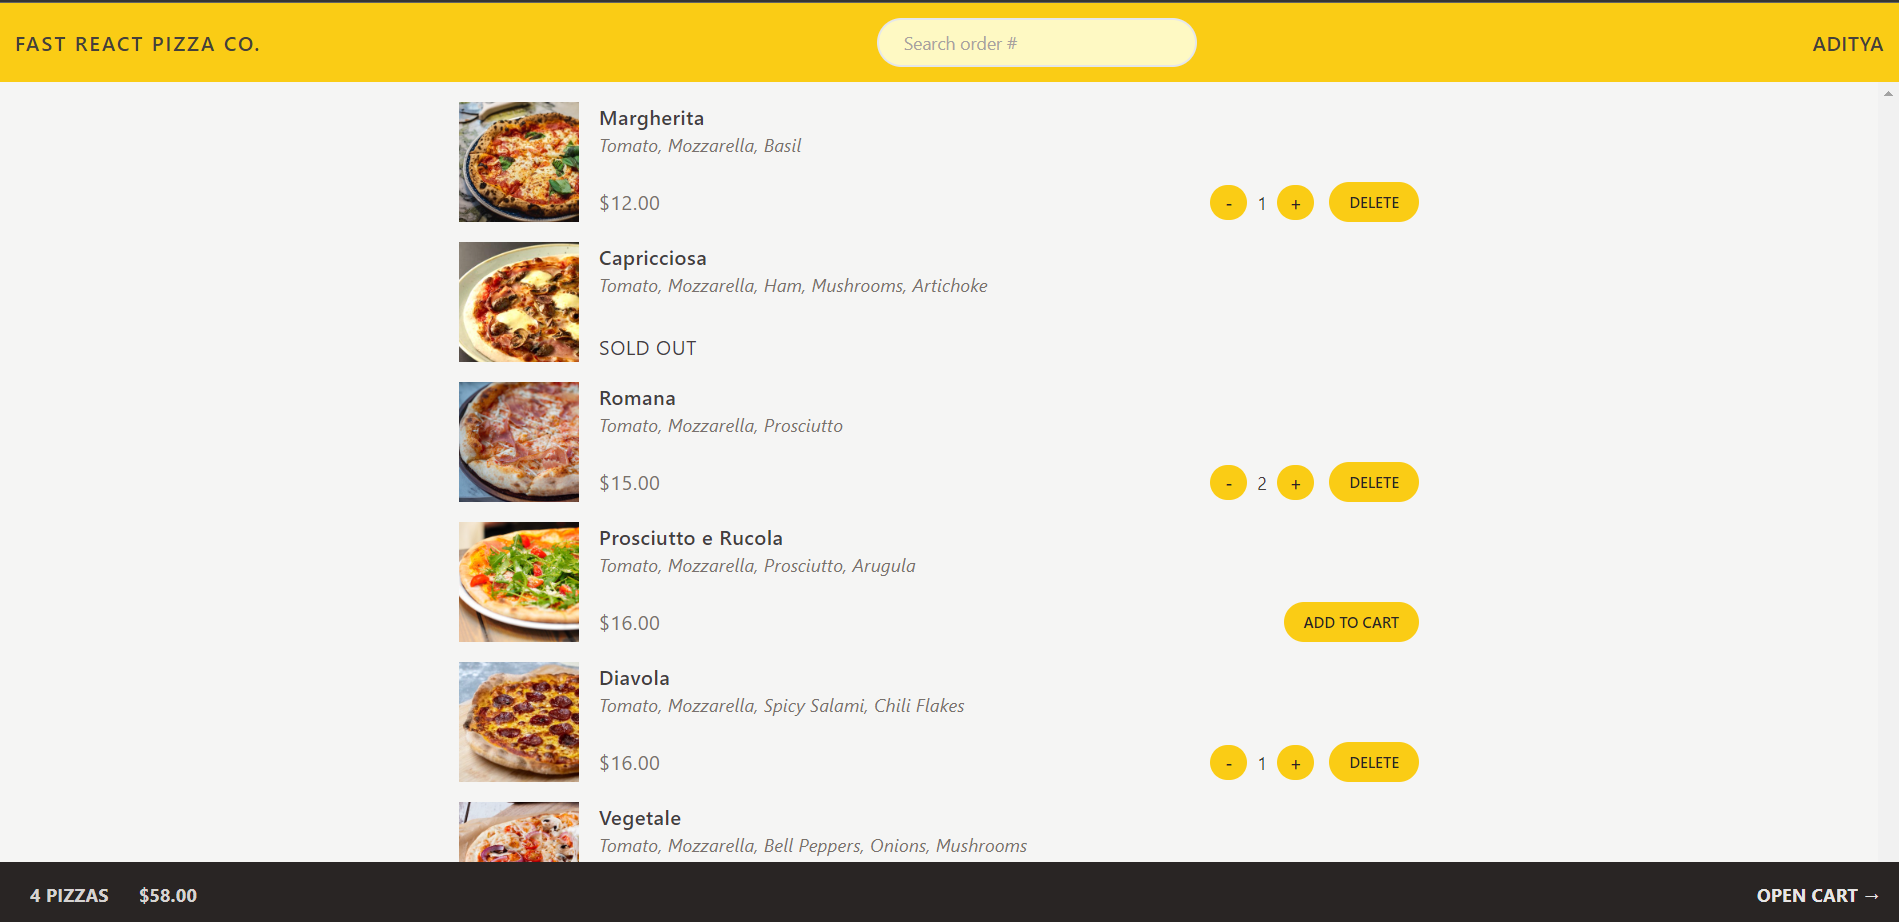 FAST REACT PIZZA CO.
Search order #
ADITYA
Margherita
Tomato, Mozzarella, Basil
$12.00
- 1 + DELETE
Capricciosa
Tomato, Mozzarella, Ham, Mushrooms, Artichoke
SOLD OUT
Romana
Tomato, Mozzarella, Prosciutto
$15.00
- 2 + DELETE
Prosciutto e Rucola
Tomato, Mozzarella, Prosciutto, Arugula
$16.00
ADD TO CART
Diavola
Tomato, Mozzarella, Spicy Salami, Chili Flakes
$16.00
- 1 + DELETE
Vegetale
Tomato, Mozzarella, Bell Peppers, Onions, Mushrooms
4 PIZZAS $58.00
OPEN CART →